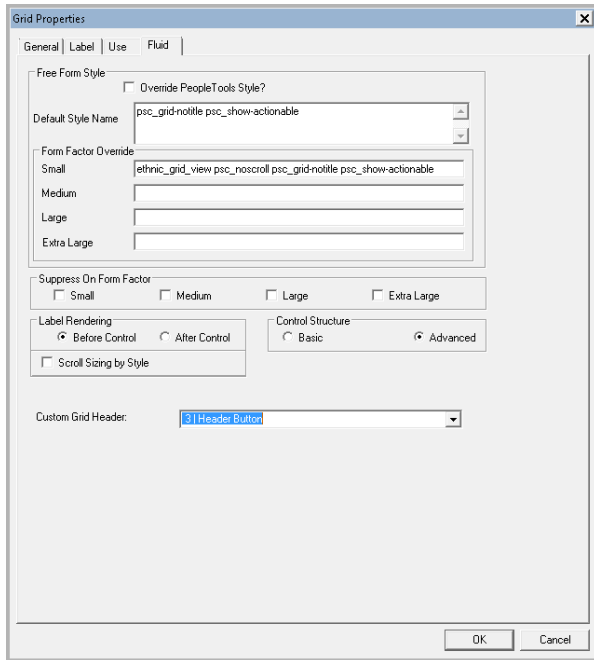 Grid Properties
General Label Use Fluid
Free Form Style
Override PeopleTools Style?
Default Style Name psc_grid-notitle psc_show-actionable
Form Factor Override
Small ethnic_grid_view psc_noscroll psc_grid-notitle psc_show-actionable
Medium
Large
Extra Large
Suppress On Form Factor
Small Medium Large Extra Large
Label Rendering Control Structure
Before Control After Control Basic Advanced
Scroll Sizing by Style
Custom Grid Header: 3 | Header Button
OK Cancel